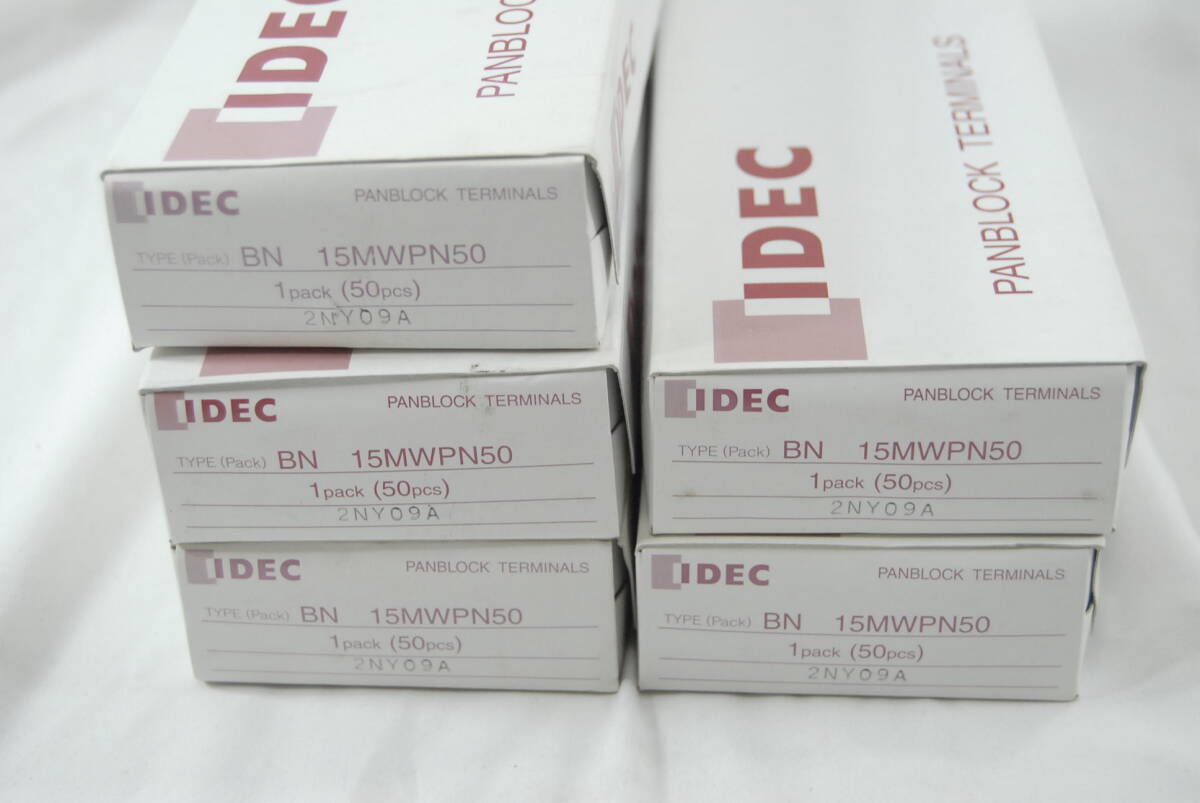 IDEC
PANBLOCK
IDEC
IDEC PANBLOCK TERMINALS
TYPE (Pack) BN 15MWPN50
1pack (50pcs)
2NY09A
IDEC
PANBLOCK TERMINALS
IDEC PANBLOCK TERMINALS
TYPE (Pack) BN 15MWPN50
1pack (50pcs)
2NY09A
IDEC PANBLOCK TERMINALS
TYPE (Pack) BN 15MWPN50
1pack (50pcs)
2NY09A
IDEC PANBLOCK TERMINALS
TYPE (Pack) BN 15MWPN50
1pack (50pcs)
2NY09A
IDEC PANBLOCK TERMINALS
TYPE (Pack) BN 15MWPN50
1pack (50pcs)
2NY09A